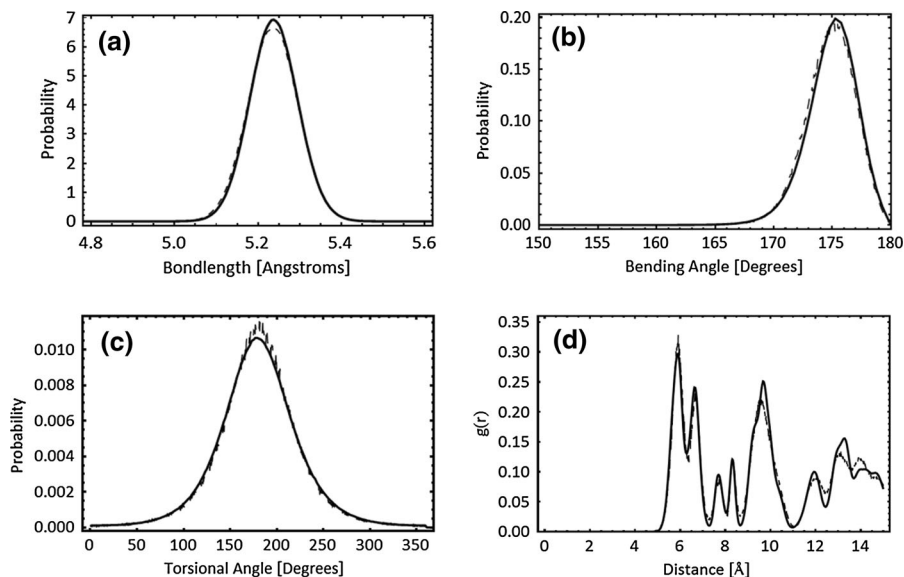 (a)
Probability
7
6
5
4
3
2
1
0
4.8 5.0 5.2 5.4 5.6
Bondlength [Angstroms]
(b)
Probability
0.20
0.15
0.10
0.05
0.00
150 155 160 165 170 175 180
Bending Angle [Degrees]
(c)
Probability
0.010
0.008
0.006
0.004
0.002
0.000
0 50 100 150 200 250 300 350
Torsional Angle [Degrees]
(d)
g(r)
0.35
0.30
0.25
0.20
0.15
0.10
0.05
0.00
0 2 4 6 8 10 12 14
Distance [Å]